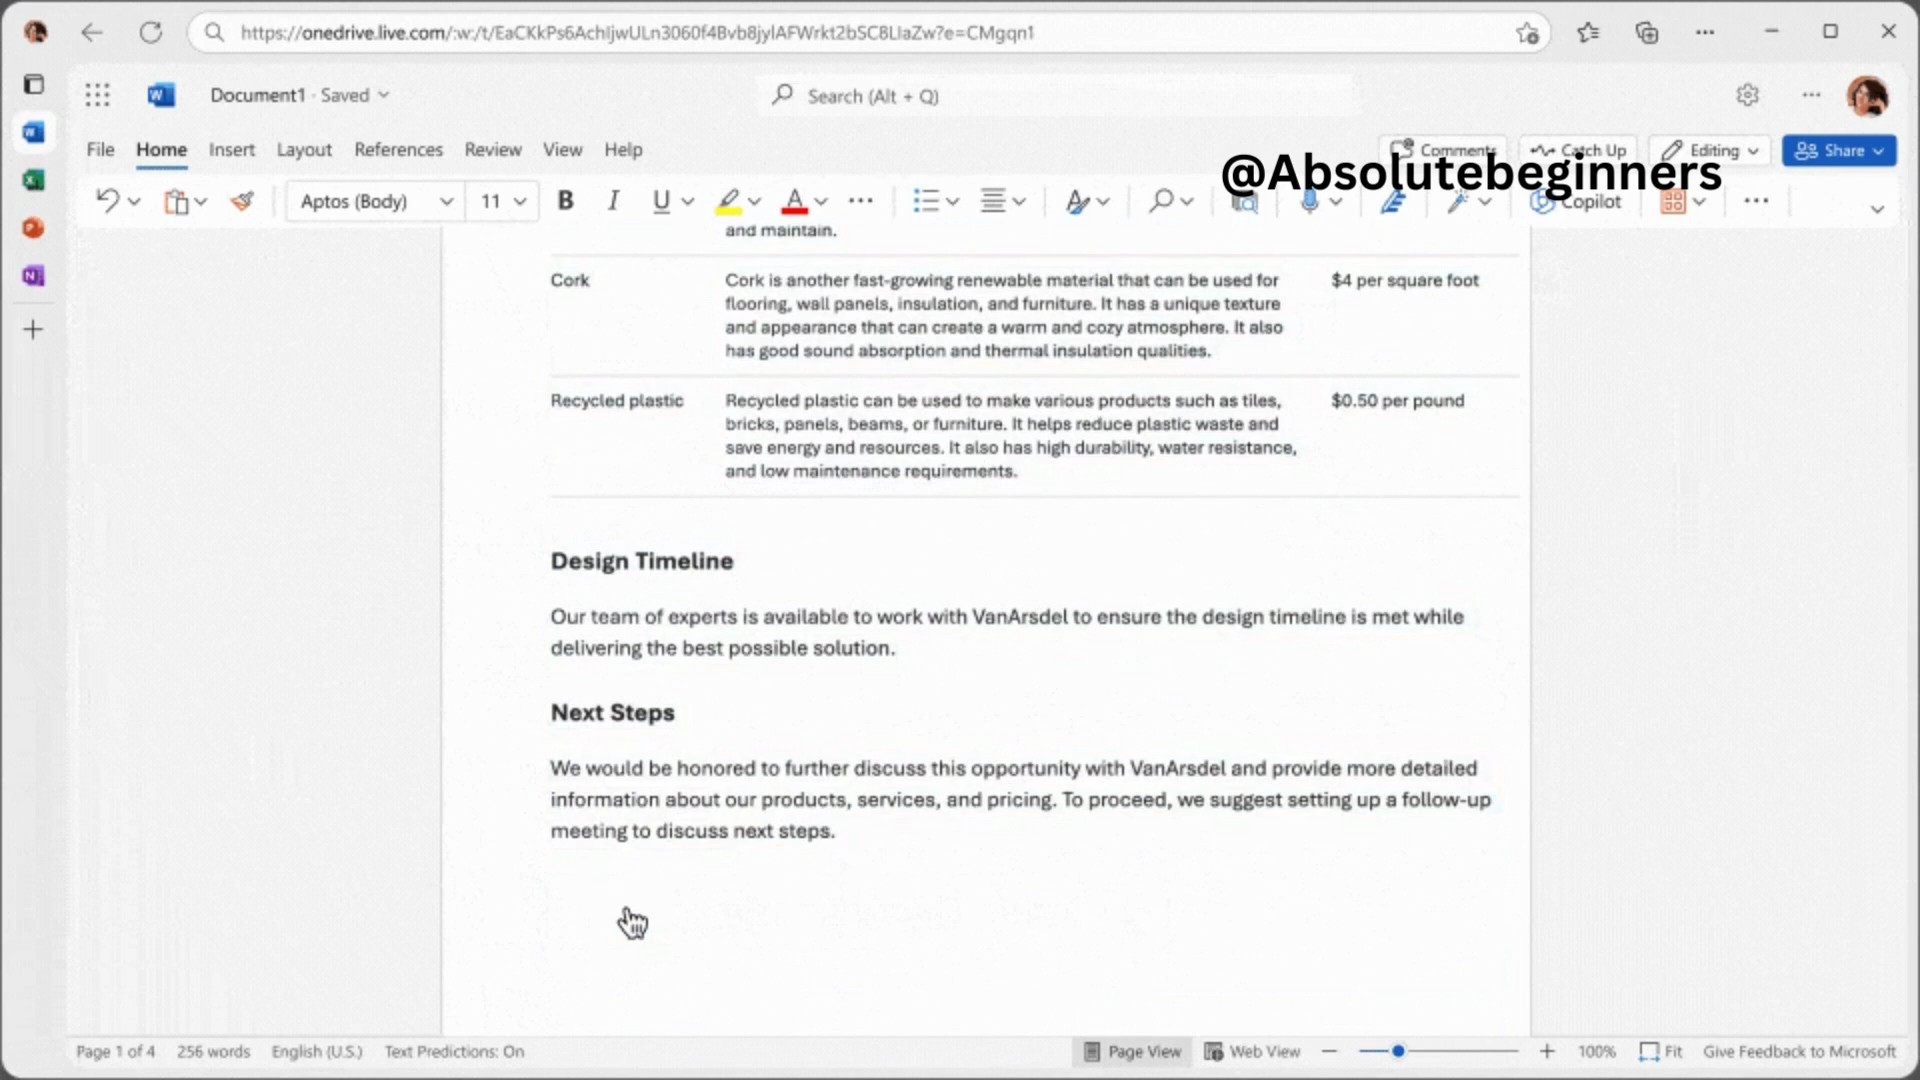 https://onedrive.live.com/:w:/t/EaCKkPs6AchIjwULn3060f4Bvb8jylAFWrkt2bSC8LIaZw?e=CMgqn1
Document1 · Saved
Search (Alt + Q)
File Home Insert Layout References Review View Help
Comments Catch Up Editing Share
@Absolutebeginners
Aptos (Body) 11 B I U A Copilot
and maintain.
Cork
Cork is another fast-growing renewable material that can be used for
flooring, wall panels, insulation, and furniture. It has a unique texture
and appearance that can create a warm and cozy atmosphere. It also
has good sound absorption and thermal insulation qualities.
$4 per square foot
Recycled plastic
Recycled plastic can be used to make various products such as tiles,
bricks, panels, beams, or furniture. It helps reduce plastic waste and
save energy and resources. It also has high durability, water resistance,
and low maintenance requirements.
$0.50 per pound
Design Timeline
Our team of experts is available to work with VanArsdel to ensure the design timeline is met while
delivering the best possible solution.
Next Steps
We would be honored to further discuss this opportunity with VanArsdel and provide more detailed
information about our products, services, and pricing. To proceed, we suggest setting up a follow-up
meeting to discuss next steps.
Page 1 of 4 256 words English (U.S.) Text Predictions: On Page View Web View 100% Fit Give Feedback to Microsoft